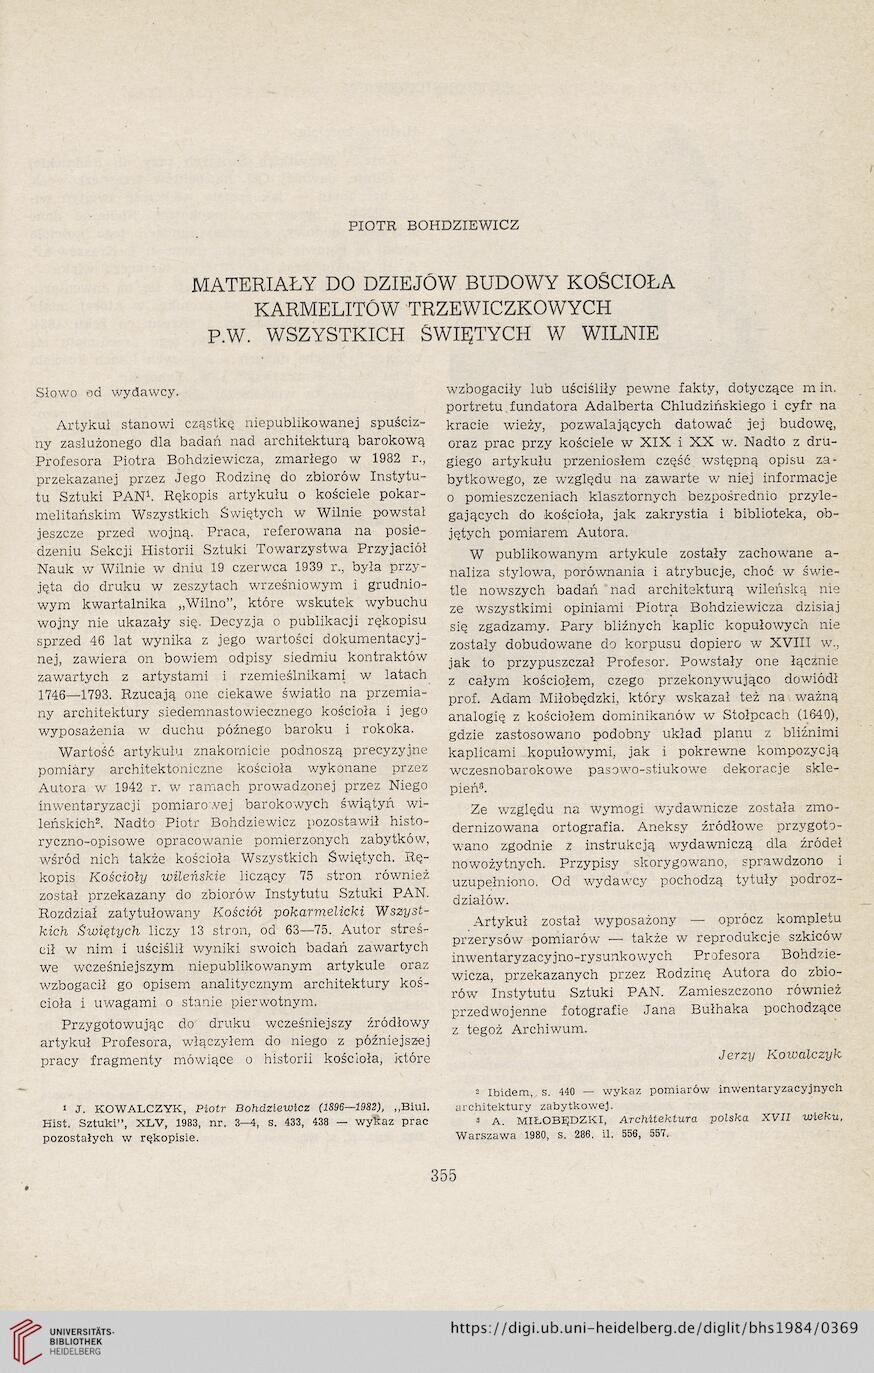 PIOTR BOHDZIEWICZ
MATERIAŁY DO DZIEJÓW BUDOWY KOŚCIOŁA
KARMELITÓW TRZEWICZKOWYCH
P.W. WSZYSTKICH ŚWIĘTYCH W WILNIE
Słowo od wydawcy.
Artykuł stanowi cząstkę niepublikowanej spuściz-
ny zasłużonego dla badań nad architekturą barokową
Profesora Piotra Bohdziewicza, zmarłego w 1982 r.,
przekazanej przez Jego Rodzinę do zbiorów Instytu-
tu Sztuki PAN¹. Rękopis artykułu o kościele pokar-
melitańskim Wszystkich Świętych w Wilnie powstał
jeszcze przed wojną. Praca, referowana na posie-
dzeniu Sekcji Historii Sztuki Towarzystwa Przyjaciół
Nauk w Wilnie w dniu 19 czerwca 1939 r., była przy-
jęta do druku w zeszytach wrześniowym i grudnio-
wym kwartalnika „Wilno”, które wskutek wybuchu
wojny nie ukazały się. Decyzja o publikacji rękopisu
sprzed 46 lat wynika z jego wartości dokumentacyj-
nej, zawiera on bowiem odpisy siedmiu kontraktów
zawartych z artystami i rzemieślnikami w latach
1746—1793. Rzucają one ciekawe światło na przemia-
ny architektury siedemnastowiecznego kościoła i jego
wyposażenia w duchu późnego baroku i rokoka.
Wartość artykułu znakomicie podnoszą precyzyjne
pomiary architektoniczne kościoła wykonane przez
Autora w 1942 r. w ramach prowadzonej przez Niego
inwentaryzacji pomiarowej barokowych świątyń wi-
leńskich². Nadto Piotr Bohdziewicz pozostawił histo-
ryczno-opisowe opracowanie pomierzonych zabytków,
wśród nich także kościoła Wszystkich Świętych. Rę-
kopis Kościoły wileńskie liczący 75 stron również
został przekazany do zbiorów Instytutu Sztuki PAN.
Rozdział zatytułowany Kościół pokarmelicki Wszyst-
kich Świętych liczy 13 stron, od 63—75. Autor streś-
cił w nim i uściślił wyniki swoich badań zawartych
we wcześniejszym niepublikowanym artykule oraz
wzbogacił go opisem analitycznym architektury koś-
cioła i uwagami o stanie pierwotnym.
Przygotowując do druku wcześniejszy źródłowy
artykuł Profesora, włączyłem do niego z późniejszej
pracy fragmenty mówiące o historii kościoła, które
¹ J. KOWALCZYK, Piotr Bohdziewicz (1896—1982), „Biul.
Hist. Sztuki”, XLV, 1983, nr. 3—4, s. 433, 438 — wykaz prac
pozostałych w rękopisie.
wzbogaciły lub uściśliły pewne fakty, dotyczące m in.
portretu fundatora Adalberta Chludzińskiego i cyfr na
kracie wieży, pozwalających datować jej budowę,
oraz prac przy kościele w XIX i XX w. Nadto z dru-
giego artykułu przeniosłem część wstępną opisu za-
bytkowego, ze względu na zawarte w niej informacje
o pomieszczeniach klasztornych bezpośrednio przyle-
gających do kościoła, jak zakrystia i biblioteka, ob-
jętych pomiarem Autora.
W publikowanym artykule zostały zachowane a-
naliza stylowa, porównania i atrybucje, choć w świe-
tle nowszych badań nad architekturą wileńską nie
ze wszystkimi opiniami Piotra Bohdziewicza dzisiaj
się zgadzamy. Pary bliźnych kaplic kopułowych nie
zostały dobudowane do korpusu dopiero w XVIII w.,
jak to przypuszczał Profesor. Powstały one łącznie
z całym kościołem, czego przekonywująco dowiódł
prof. Adam Miłobędzki, który wskazał też na ważną
analogię z kościołem dominikanów w Stołpcach (1640),
gdzie zastosowano podobny układ planu z bliźnimi
kaplicami kopułowymi, jak i pokrewne kompozycją
wczesnobarokowe pasowo-stiukowe dekoracje skle-
pień³.
Ze względu na wymogi wydawnicze została zmo-
dernizowana ortografia. Aneksy źródłowe przygoto-
wano zgodnie z instrukcją wydawniczą dla źródeł
nowożytnych. Przypisy skorygowano, sprawdzono i
uzupełniono. Od wydawcy pochodzą tytuły podroz-
działów.
Artykuł został wyposażony — oprócz kompletu
przerysów pomiarów — także w reprodukcje szkiców
inwentaryzacyjno-rysunkowych Profesora Bohdzie-
wicza, przekazanych przez Rodzinę Autora do zbio-
rów Instytutu Sztuki PAN. Zamieszczono również
przedwojenne fotografie Jana Bułhaka pochodzące
z tegoż Archiwum.
Jerzy Kowalczyk
² Ibidem, s. 440 — wykaz pomiarów inwentaryzacyjnych
architektury zabytkowej.
³ A. MIŁOBĘDZKI, Architektura polska XVII wieku,
Warszawa 1980, s. 286. il. 556, 557.
355
UNIVERSITÄTS-
BIBLIOTHEK
HEIDELBERG
https://digi.ub.uni-heidelberg.de/diglit/bhs1984/0369